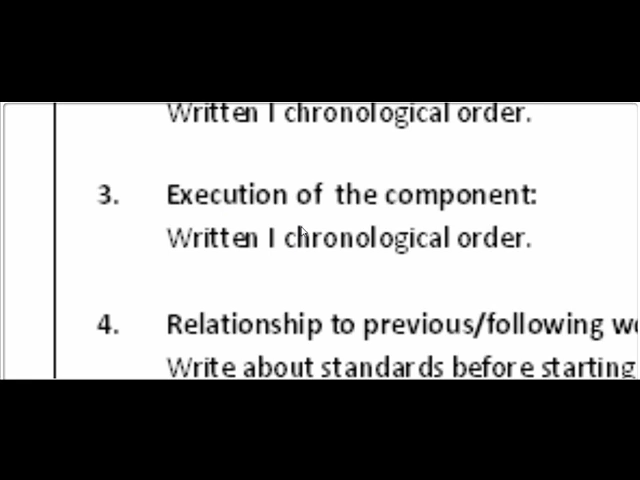 Written I chronological order.
3. Execution of the component:
Written I chronological order.
4. Relationship to previous/following
Write about standards before starting